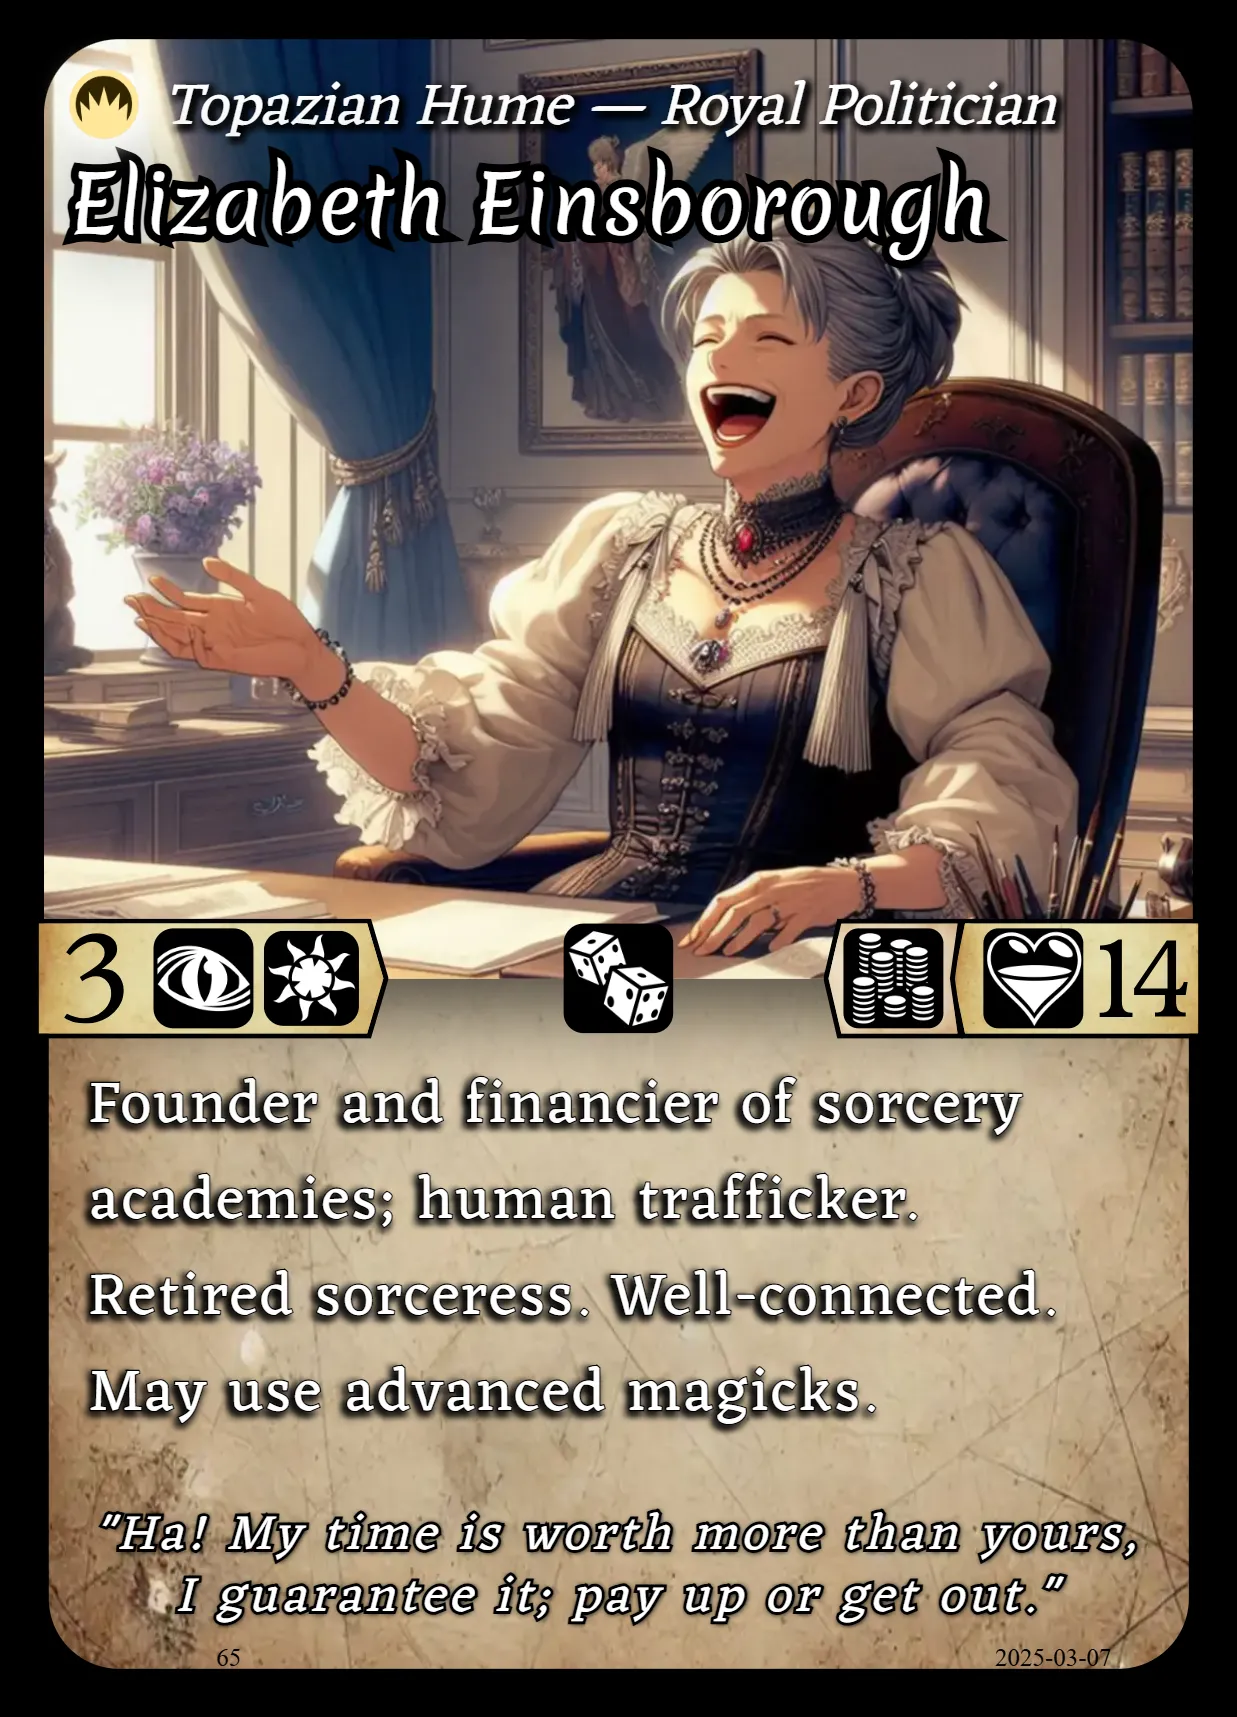 Topazian Hume — Royal Politician
Elizabeth Einsborough
3
14
Founder and financier of sorcery
academies; human trafficker.
Retired sorceress. Well-connected.
May use advanced magicks.
"Ha! My time is worth more than yours,
I guarantee it; pay up or get out."
65
2025-03-07